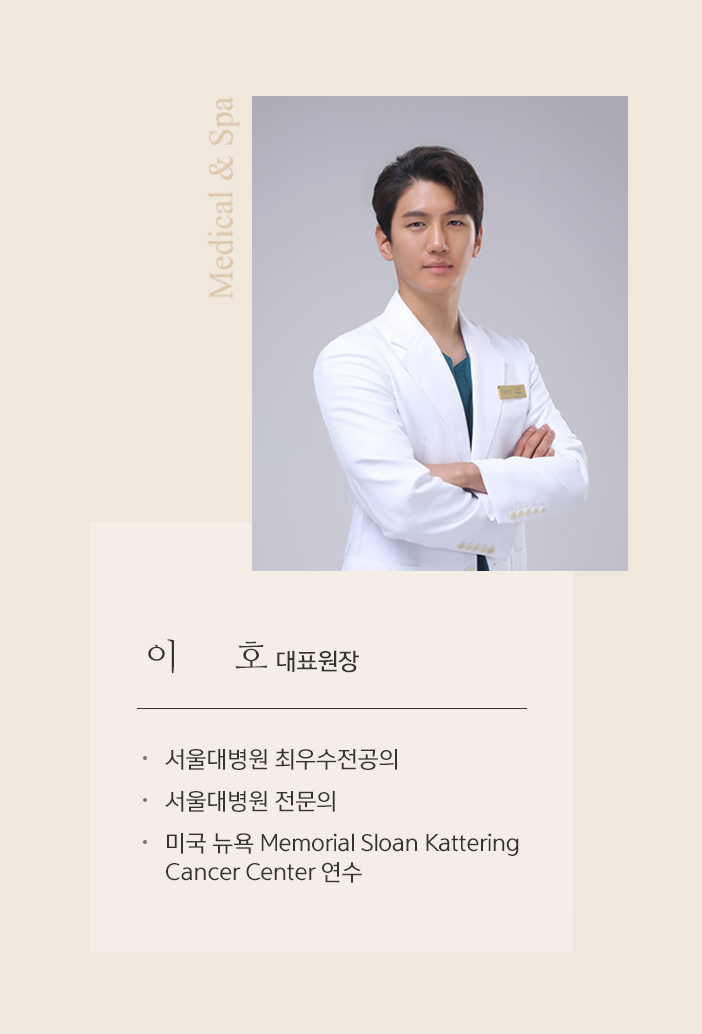 Medical & Spa
이 호 대표원장
· 서울대병원 최우수전공의
· 서울대병원 전문의
· 미국 뉴욕 Memorial Sloan Kattering
Cancer Center 연수